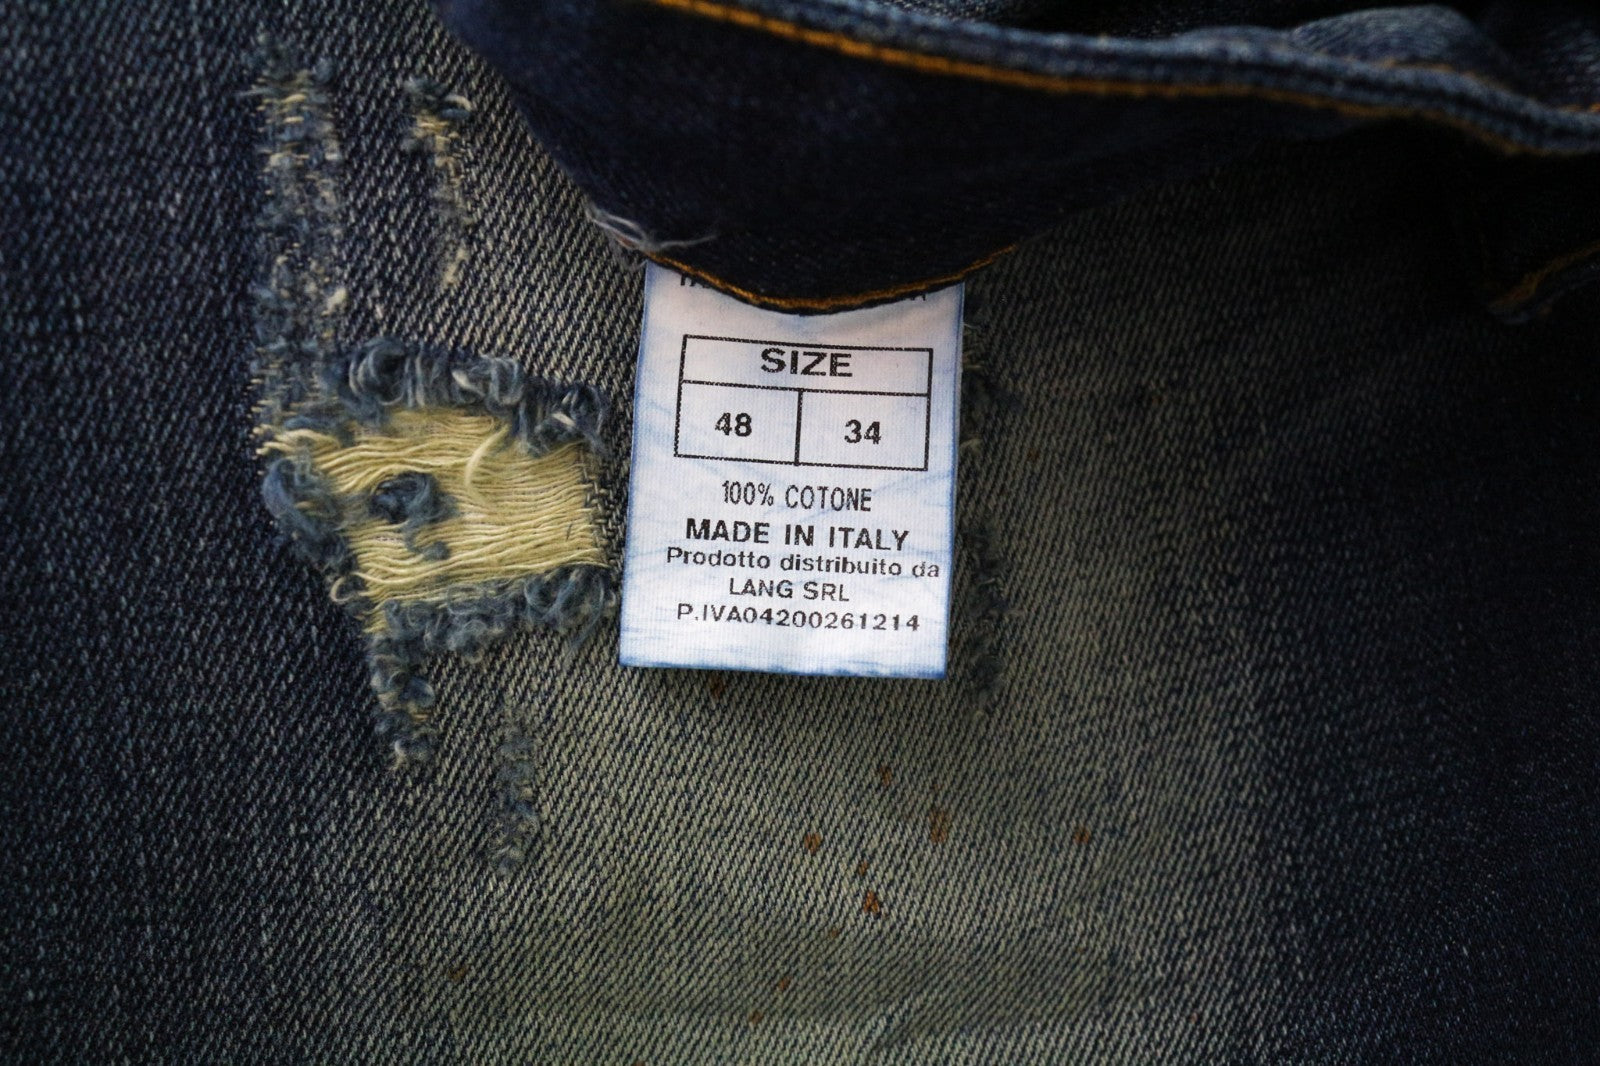 SIZE
48 34
100% COTONE
MADE IN ITALY
Prodotto distribuito da
LANG SRL
P.IVA04200261214